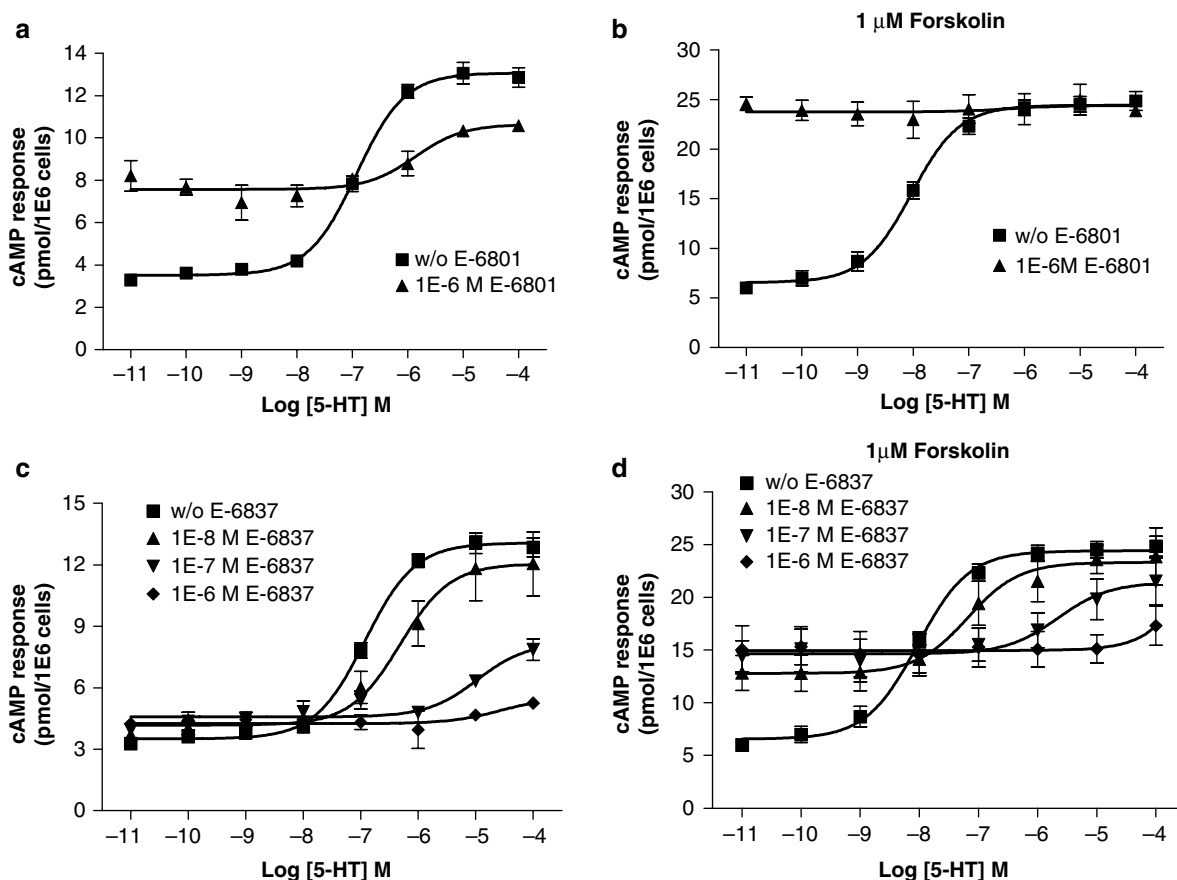 a
14
12
10
8
6
4
2
0
cAMP response
(pmol/1E6 cells)
w/o E-6801
1E-6 M E-6801
–11 –10 –9 –8 –7 –6 –5 –4
Log [5-HT] M
b
1 μM Forskolin
30
25
20
15
10
5
0
cAMP response
(pmol/1E6 cells)
w/o E-6801
1E-6M E-6801
–11 –10 –9 –8 –7 –6 –5 –4
Log [5-HT] M
c
15
12
9
6
3
0
cAMP response
(pmol/1E6 cells)
w/o E-6837
1E-8 M E-6837
1E-7 M E-6837
1E-6 M E-6837
–11 –10 –9 –8 –7 –6 –5 –4
Log [5-HT] M
d
1μM Forskolin
30
25
20
15
10
5
0
cAMP response
(pmol/1E6 cells)
w/o E-6837
1E-8 M E-6837
1E-7 M E-6837
1E-6 M E-6837
–11 –10 –9 –8 –7 –6 –5 –4
Log [5-HT] M